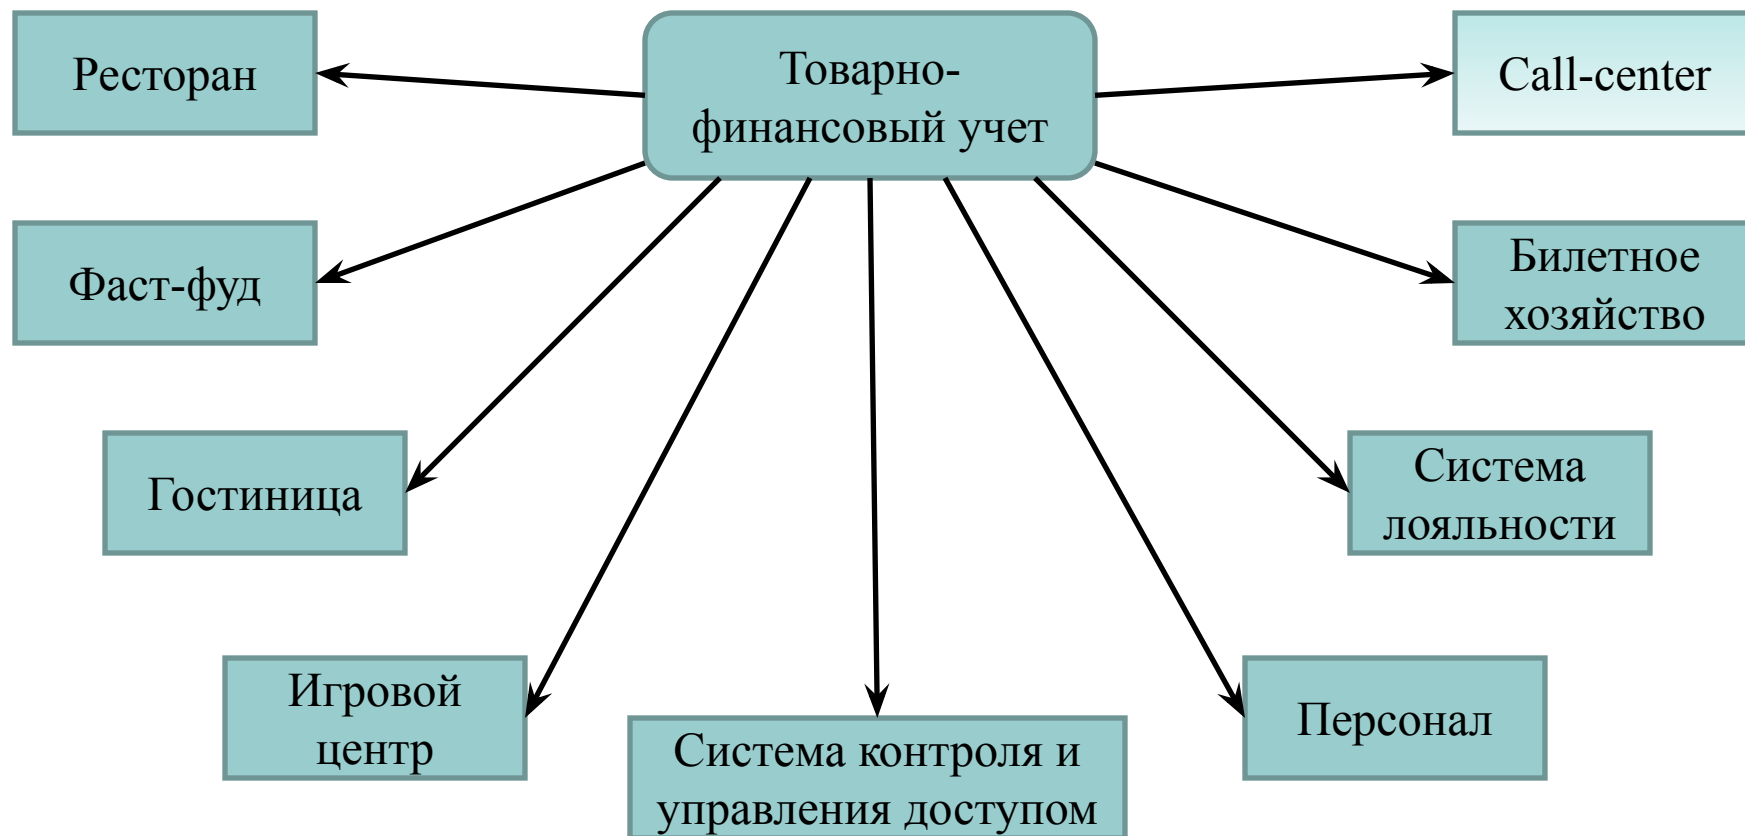 Ресторан
Товарно-
финансовый учет
Call-center
Фаст-фуд
Билетное
хозяйство
Гостиница
Система
лояльности
Игровой
центр
Система контроля и
управления доступом
Персонал